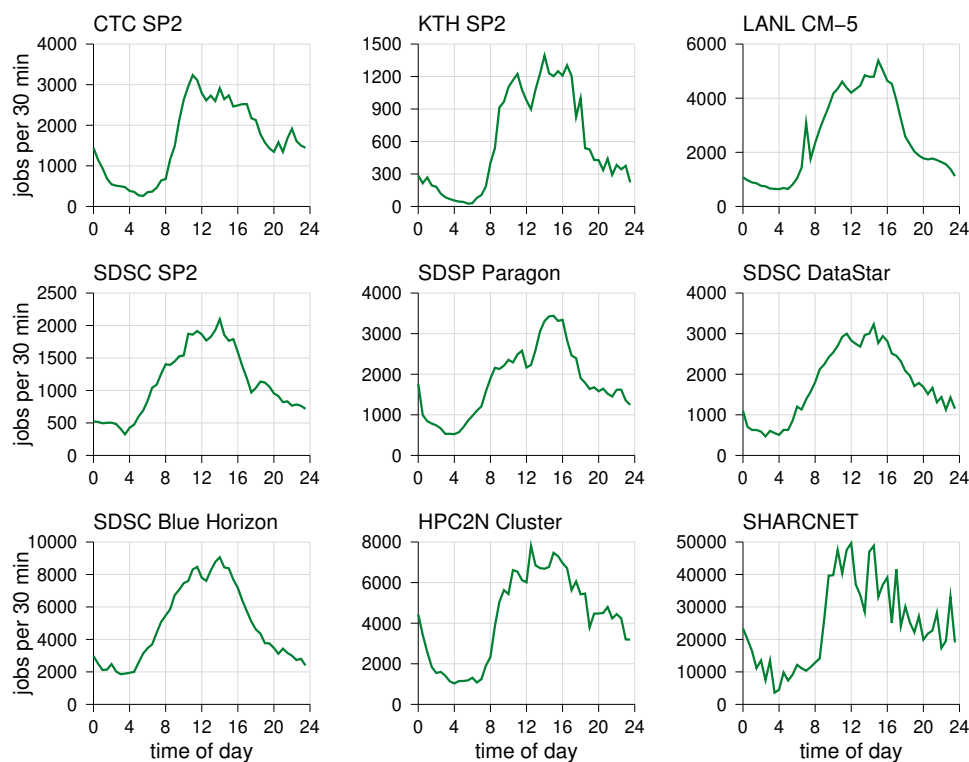 CTC SP2
KTH SP2
LANL CM−5
jobs per 30 min
4000
3000
2000
1000
0
0 4 8 12 16 20 24
1500
1200
900
600
300
0
0 4 8 12 16 20 24
6000
4000
2000
0
0 4 8 12 16 20 24
SDSC SP2
SDSP Paragon
SDSC DataStar
jobs per 30 min
2500
2000
1500
1000
500
0
0 4 8 12 16 20 24
4000
3000
2000
1000
0
0 4 8 12 16 20 24
4000
3000
2000
1000
0
0 4 8 12 16 20 24
SDSC Blue Horizon
HPC2N Cluster
SHARCNET
jobs per 30 min
10000
8000
6000
4000
2000
0
0 4 8 12 16 20 24
time of day
8000
6000
4000
2000
0
0 4 8 12 16 20 24
time of day
50000
40000
30000
20000
10000
0
0 4 8 12 16 20 24
time of day